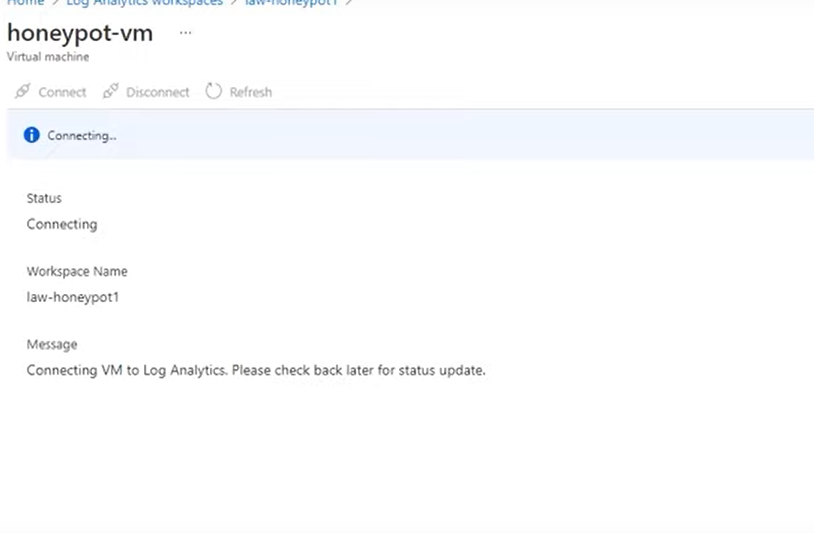 Home > Log Analytics workspaces > law-honeypot1 >
honeypot-vm ...
Virtual machine
Connect Disconnect Refresh
Connecting..
Status
Connecting
Workspace Name
law-honeypot1
Message
Connecting VM to Log Analytics. Please check back later for status update.